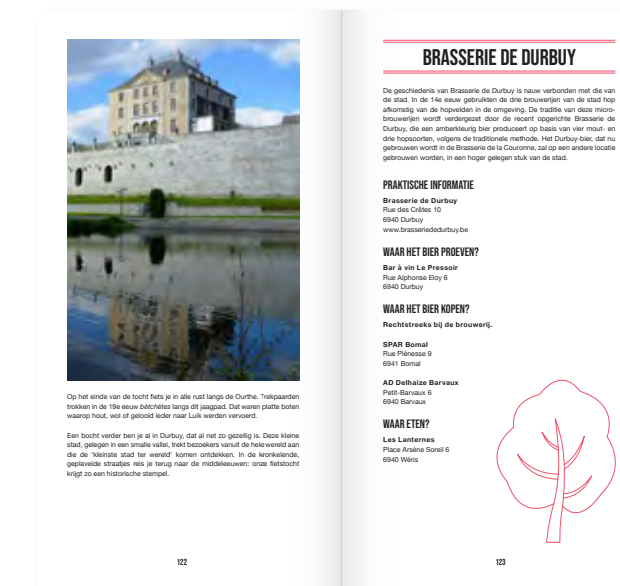 Op het einde van de tocht fiets je in alle rust langs de Ourthe. Trekpaarden
trokken in de 19e eeuw bètchètes langs dit jaagpad. Dat waren platte boten
waarop hout, wol of gelooid leder naar Luik werden vervoerd.
Een bocht verder ben je al in Durbuy, dat al net zo gezellig is. Deze kleine
stad, gelegen in een smalle vallei, trekt bezoekers vanuit de hele wereld aan
die de ‘kleinste stad ter wereld’ komen ontdekken. In de kronkelende,
geplaveide straatjes reis je terug naar de middeleeuwen: onze fietstocht
krijgt zo een historische stempel.
122
BRASSERIE DE DURBUY
De geschiedenis van Brasserie de Durbuy is nauw verbonden met die van
de stad. In de 14e eeuw gebruikten de drie brouwerijen van de stad hop
afkomstig van de hopvelden in de omgeving. De traditie van deze micro-
brouwerijen wordt verdergezet door de recent opgerichte Brasserie de
Durbuy, die een amberkleurig bier produceert op basis van vier mout- en
drie hopsoorten, volgens de traditionele methode. Het Durbuy-bier, dat nu
gebrouwen wordt in de Brasserie de la Couronne, zal op een andere locatie
gebrouwen worden, in een hoger gelegen stuk van de stad.
PRAKTISCHE INFORMATIE
Brasserie de Durbuy
Rue des Crêtes 10
6940 Durbuy
www.brasseriededurbuy.be
WAAR HET BIER PROEVEN?
Bar à vin Le Pressoir
Rue Alphonse Eloy 6
6940 Durbuy
WAAR HET BIER KOPEN?
Rechtstreeks bij de brouwerij.
SPAR Bomal
Rue Plénesse 9
6941 Bomal
AD Delhaize Barvaux
Petit-Barvaux 6
6940 Barvaux
WAAR ETEN?
Les Lanternes
Place Arsène Soreil 6
6940 Wéris
123